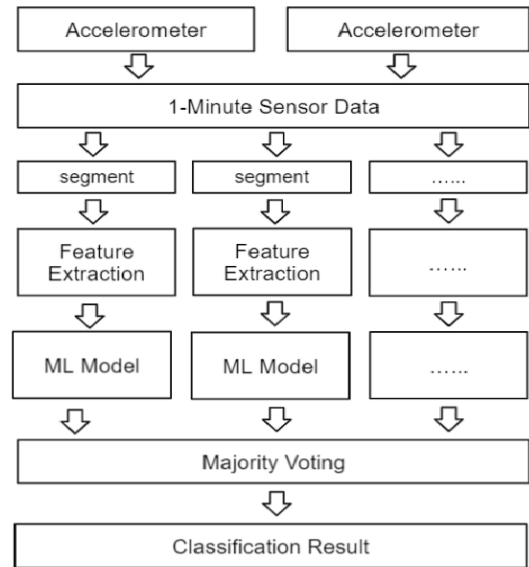 Accelerometer
Accelerometer
1-Minute Sensor Data
segment
segment
......
Feature
Extraction
Feature
Extraction
......
ML Model
ML Model
......
Majority Voting
Classification Result